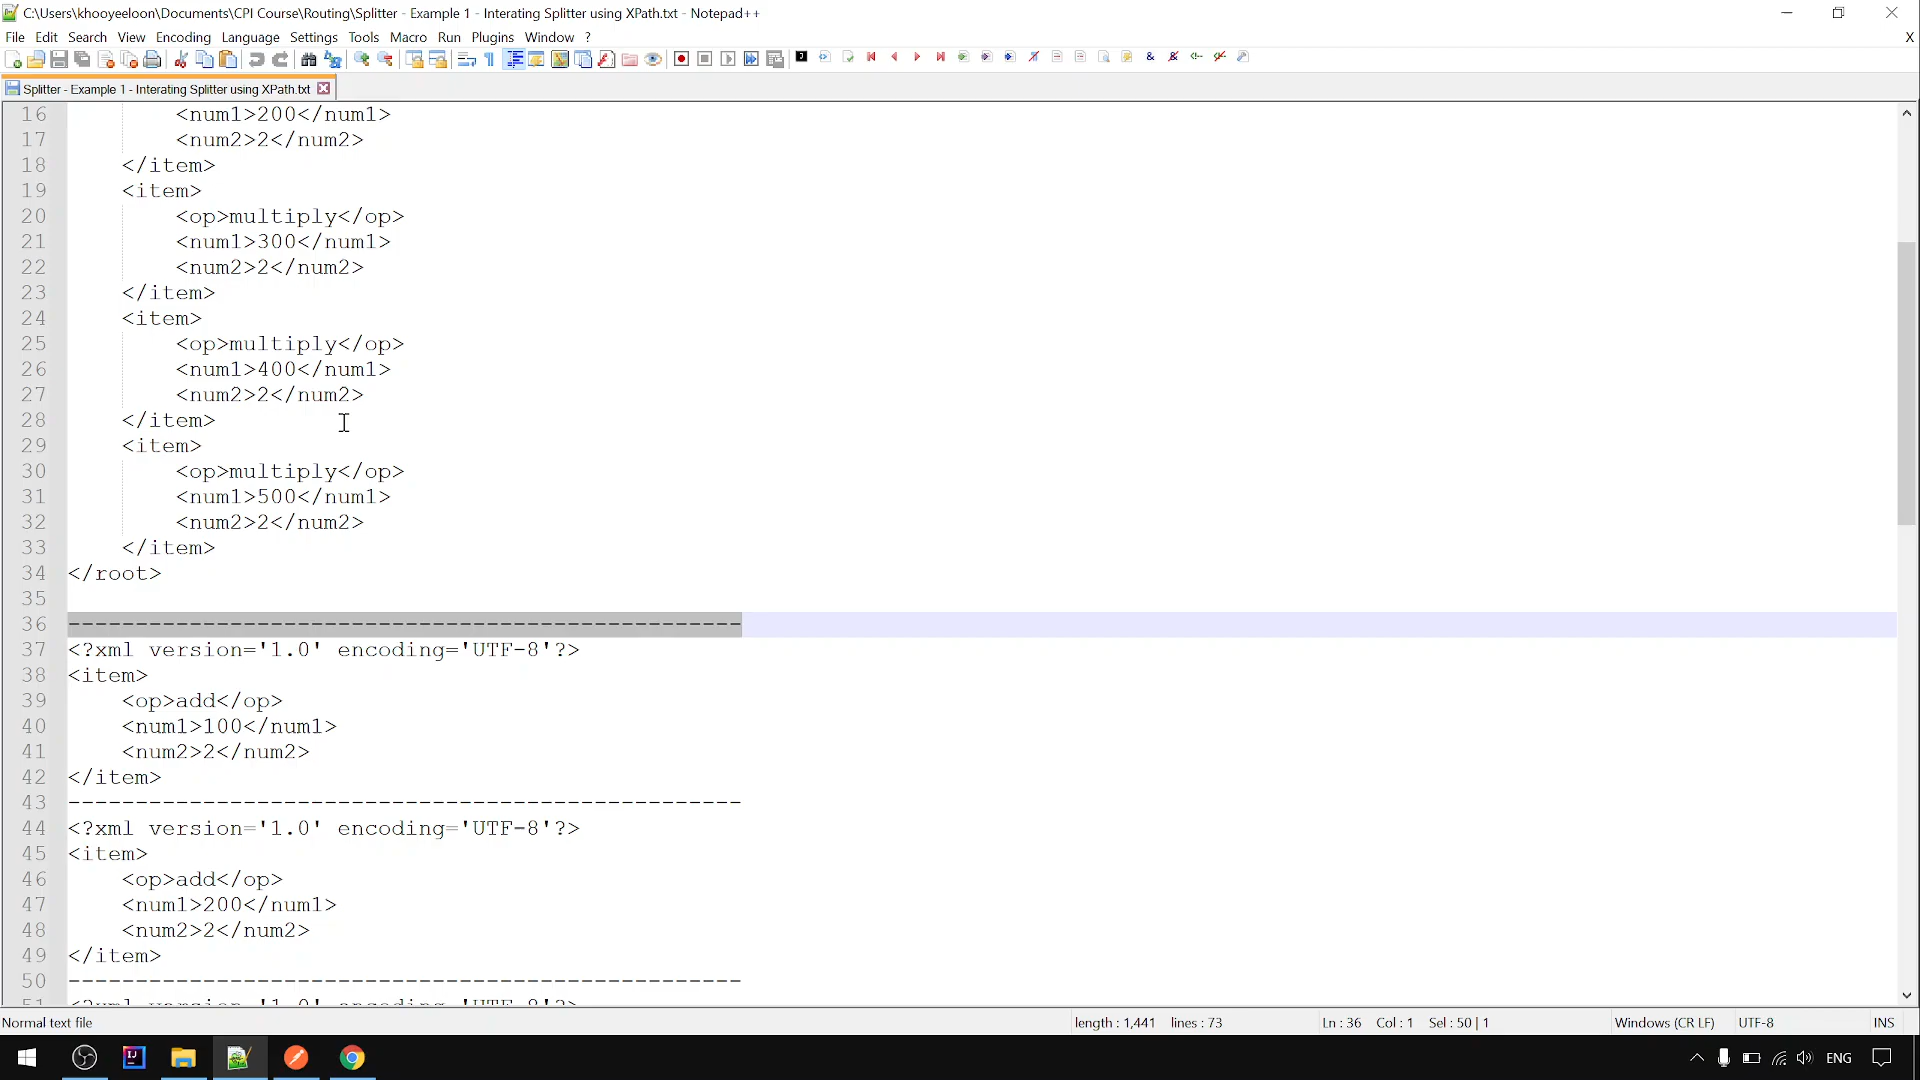 C:\Users\khooyeeloon\Documents\CPI Course\Routing\Splitter - Example 1 - Interating Splitter using XPath.txt - Notepad++
File Edit Search View Encoding Language Settings Tools Macro Run Plugins Window ? X
Splitter - Example 1 - Interating Splitter using XPath.txt
16 <num1>200</num1>
17 <num2>2</num2>
18 </item>
19 <item>
20 <op>multiply</op>
21 <num1>300</num1>
22 <num2>2</num2>
23 </item>
24 <item>
25 <op>multiply</op>
26 <num1>400</num1>
27 <num2>2</num2>
28 </item>
29 <item>
30 <op>multiply</op>
31 <num1>500</num1>
32 <num2>2</num2>
33 </item>
34 </root>
35
36 --------------------------------------------------
37 <?xml version='1.0' encoding='UTF-8'?>
38 <item>
39 <op>add</op>
40 <num1>100</num1>
41 <num2>2</num2>
42 </item>
43 --------------------------------------------------
44 <?xml version='1.0' encoding='UTF-8'?>
45 <item>
46 <op>add</op>
47 <num1>200</num1>
48 <num2>2</num2>
49 </item>
50 --------------------------------------------------
51 <?xml version='1.0' encoding='UTF-8'?>
Normal text file length : 1,441 lines : 73 Ln : 36 Col : 1 Sel : 50 | 1 Windows (CR LF) UTF-8 INS
ENG